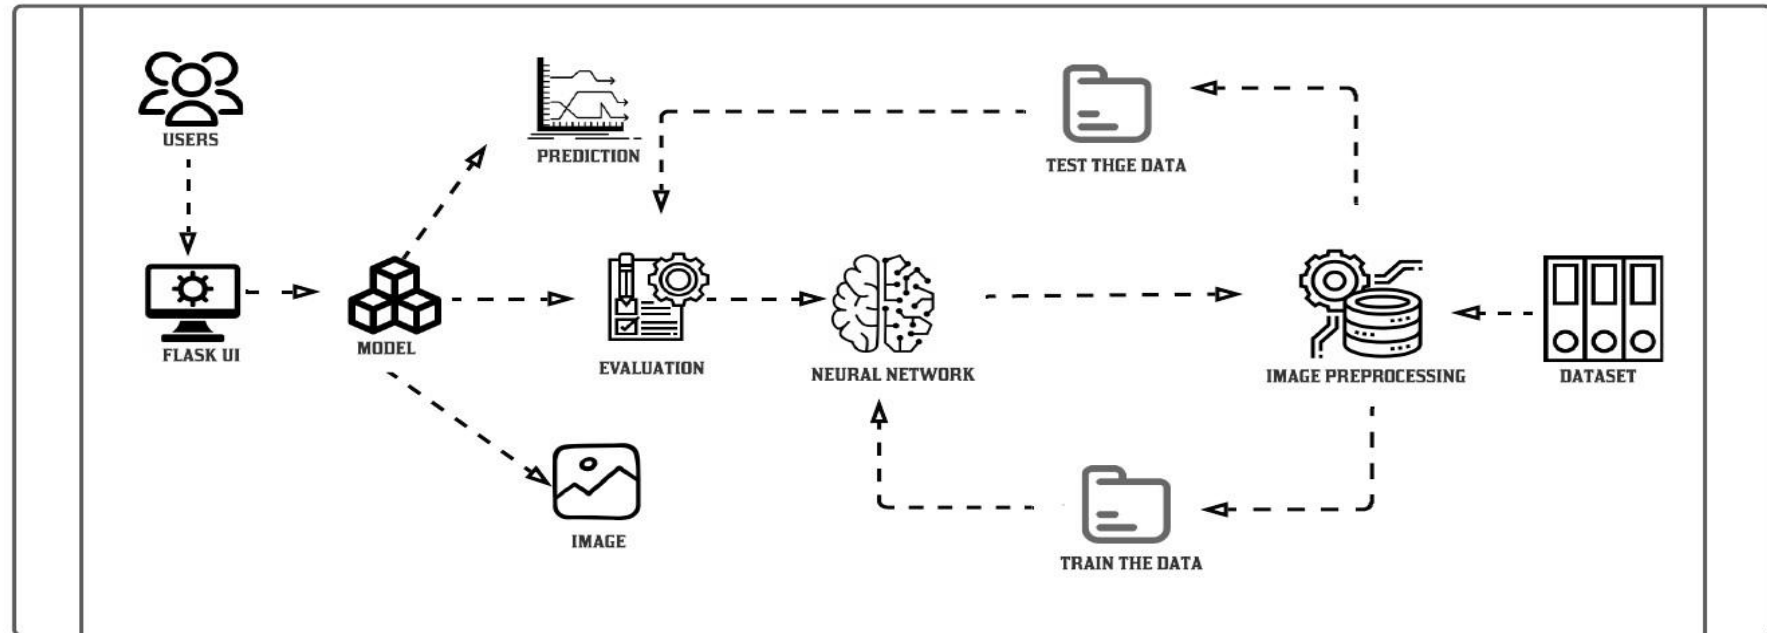 USERS
PREDICTION
TEST THGE DATA
FLASK UI
MODEL
EVALUATION
NEURAL NETWORK
IMAGE PREPROCESSING
DATASET
IMAGE
TRAIN THE DATA